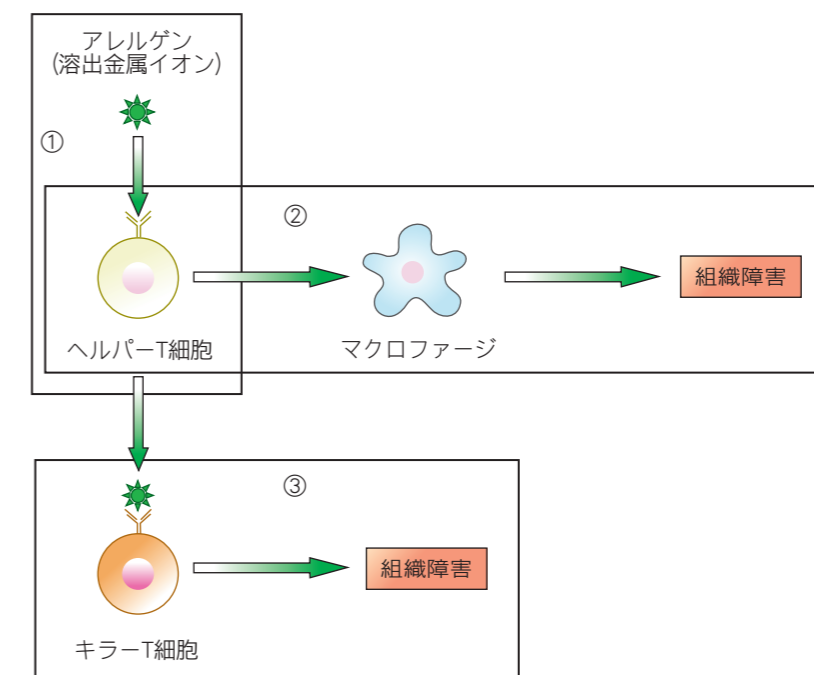 アレルゲン
(溶出金属イオン)
①
②
組織障害
ヘルパーT細胞
マクロファージ
③
組織障害
キラーT細胞